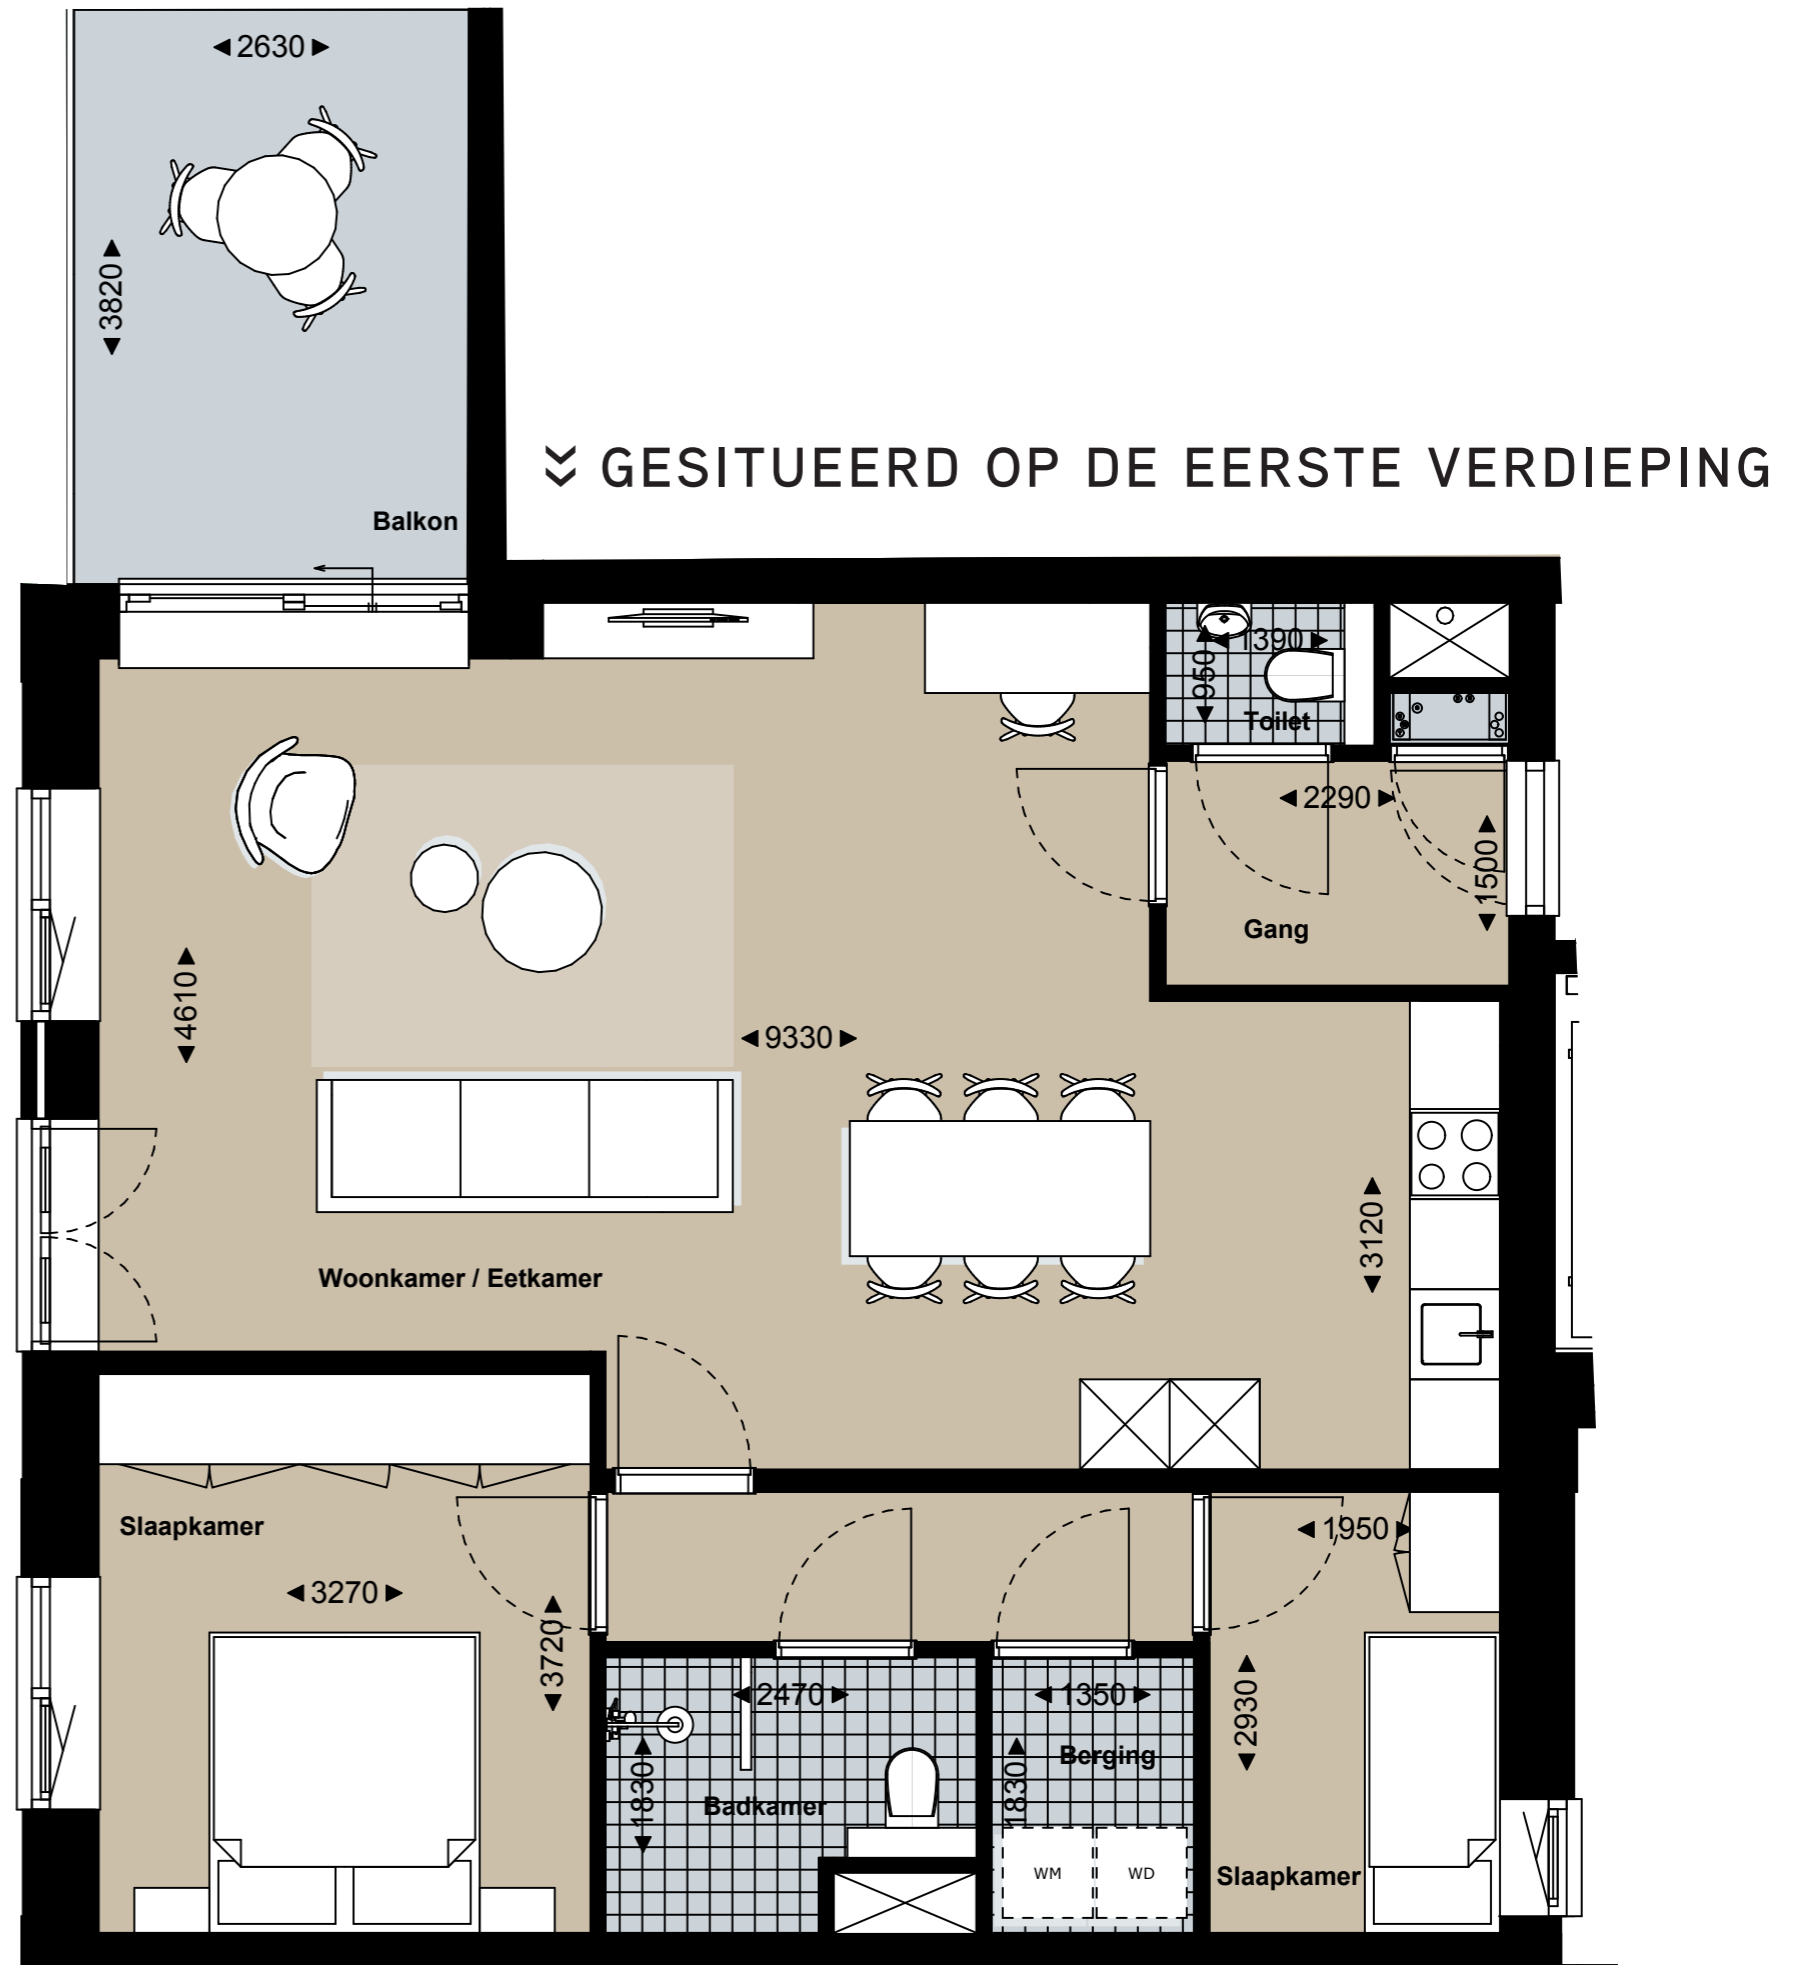 2630
3820
Balkon
GESITUEERD OP DE EERSTE VERDIEPING
1390
950
Toilet
2290
1500
Gang
4610
9330
3120
Woonkamer / Eetkamer
Slaapkamer
3270
3720
1950
2470
1830
Badkamer
1350
1830
Berging
WM
WD
2930
Slaapkamer